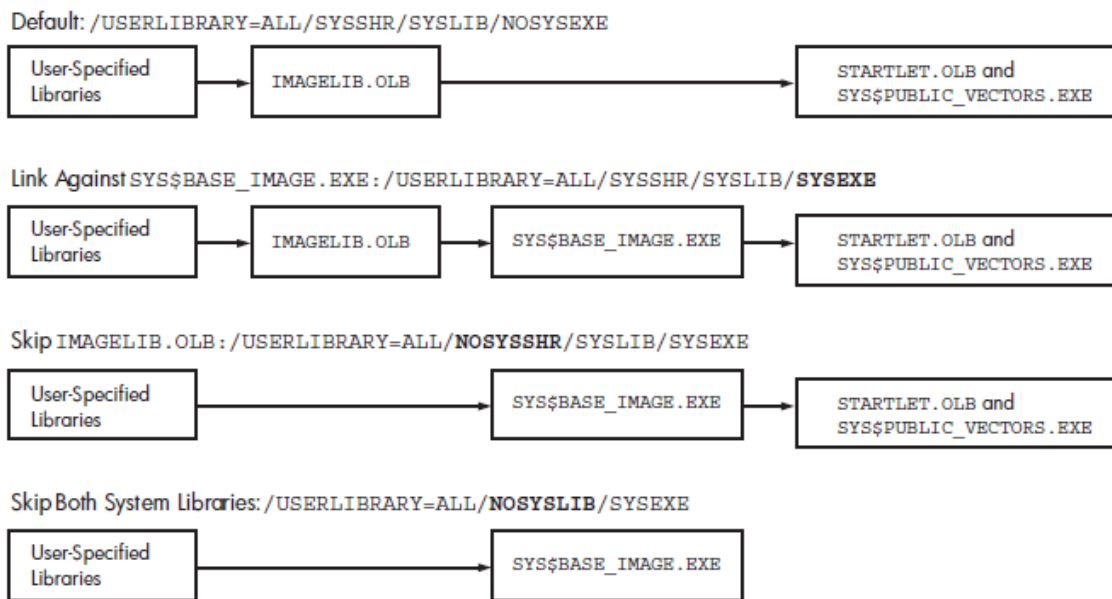 Default: /USERLIBRARY=ALL/SYSSHR/SYSLIB/NOSYSEXE
User-Specified
Libraries
IMAGELIB.OLB
STARTLET.OLB and
SYS$PUBLIC_VECTORS.EXE
Link Against SYS$BASE_IMAGE.EXE:/USERLIBRARY=ALL/SYSSHR/SYSLIB/SYSEXE
User-Specified
Libraries
IMAGELIB.OLB
SYS$BASE_IMAGE.EXE
STARTLET.OLB and
SYS$PUBLIC_VECTORS.EXE
Skip IMAGELIB.OLB:/USERLIBRARY=ALL/NOSYSSHR/SYSLIB/SYSEXE
User-Specified
Libraries
SYS$BASE_IMAGE.EXE
STARTLET.OLB and
SYS$PUBLIC_VECTORS.EXE
Skip Both System Libraries: /USERLIBRARY=ALL/NOSYSLIB/SYSEXE
User-Specified
Libraries
SYS$BASE_IMAGE.EXE